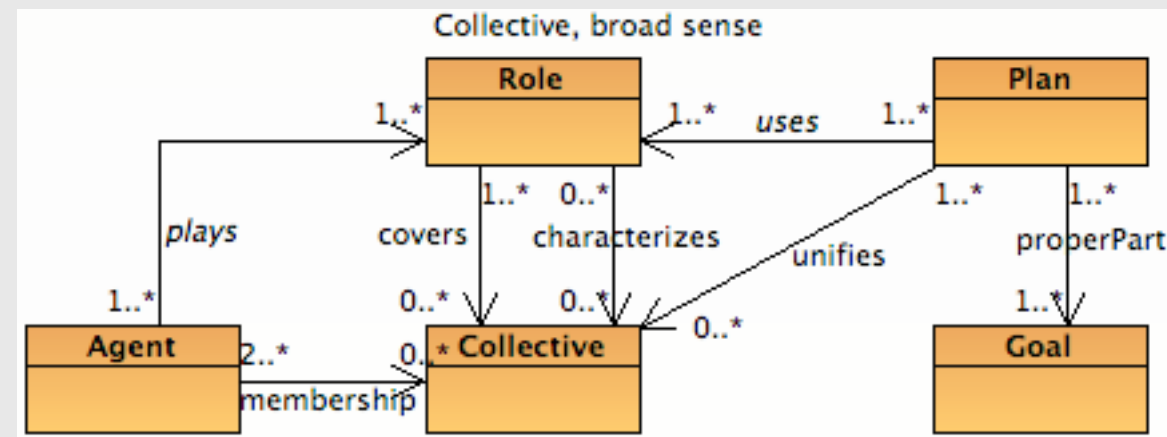 Collective, broad sense
Role
Plan
1..*
1..*
uses
1..*
1..*
0..*
1..*
1..*
plays
covers
characterizes
unifies
properPart
1..*
0..*
0..*
0..*
1..*
Agent
2..*
0..*
Collective
Goal
membership